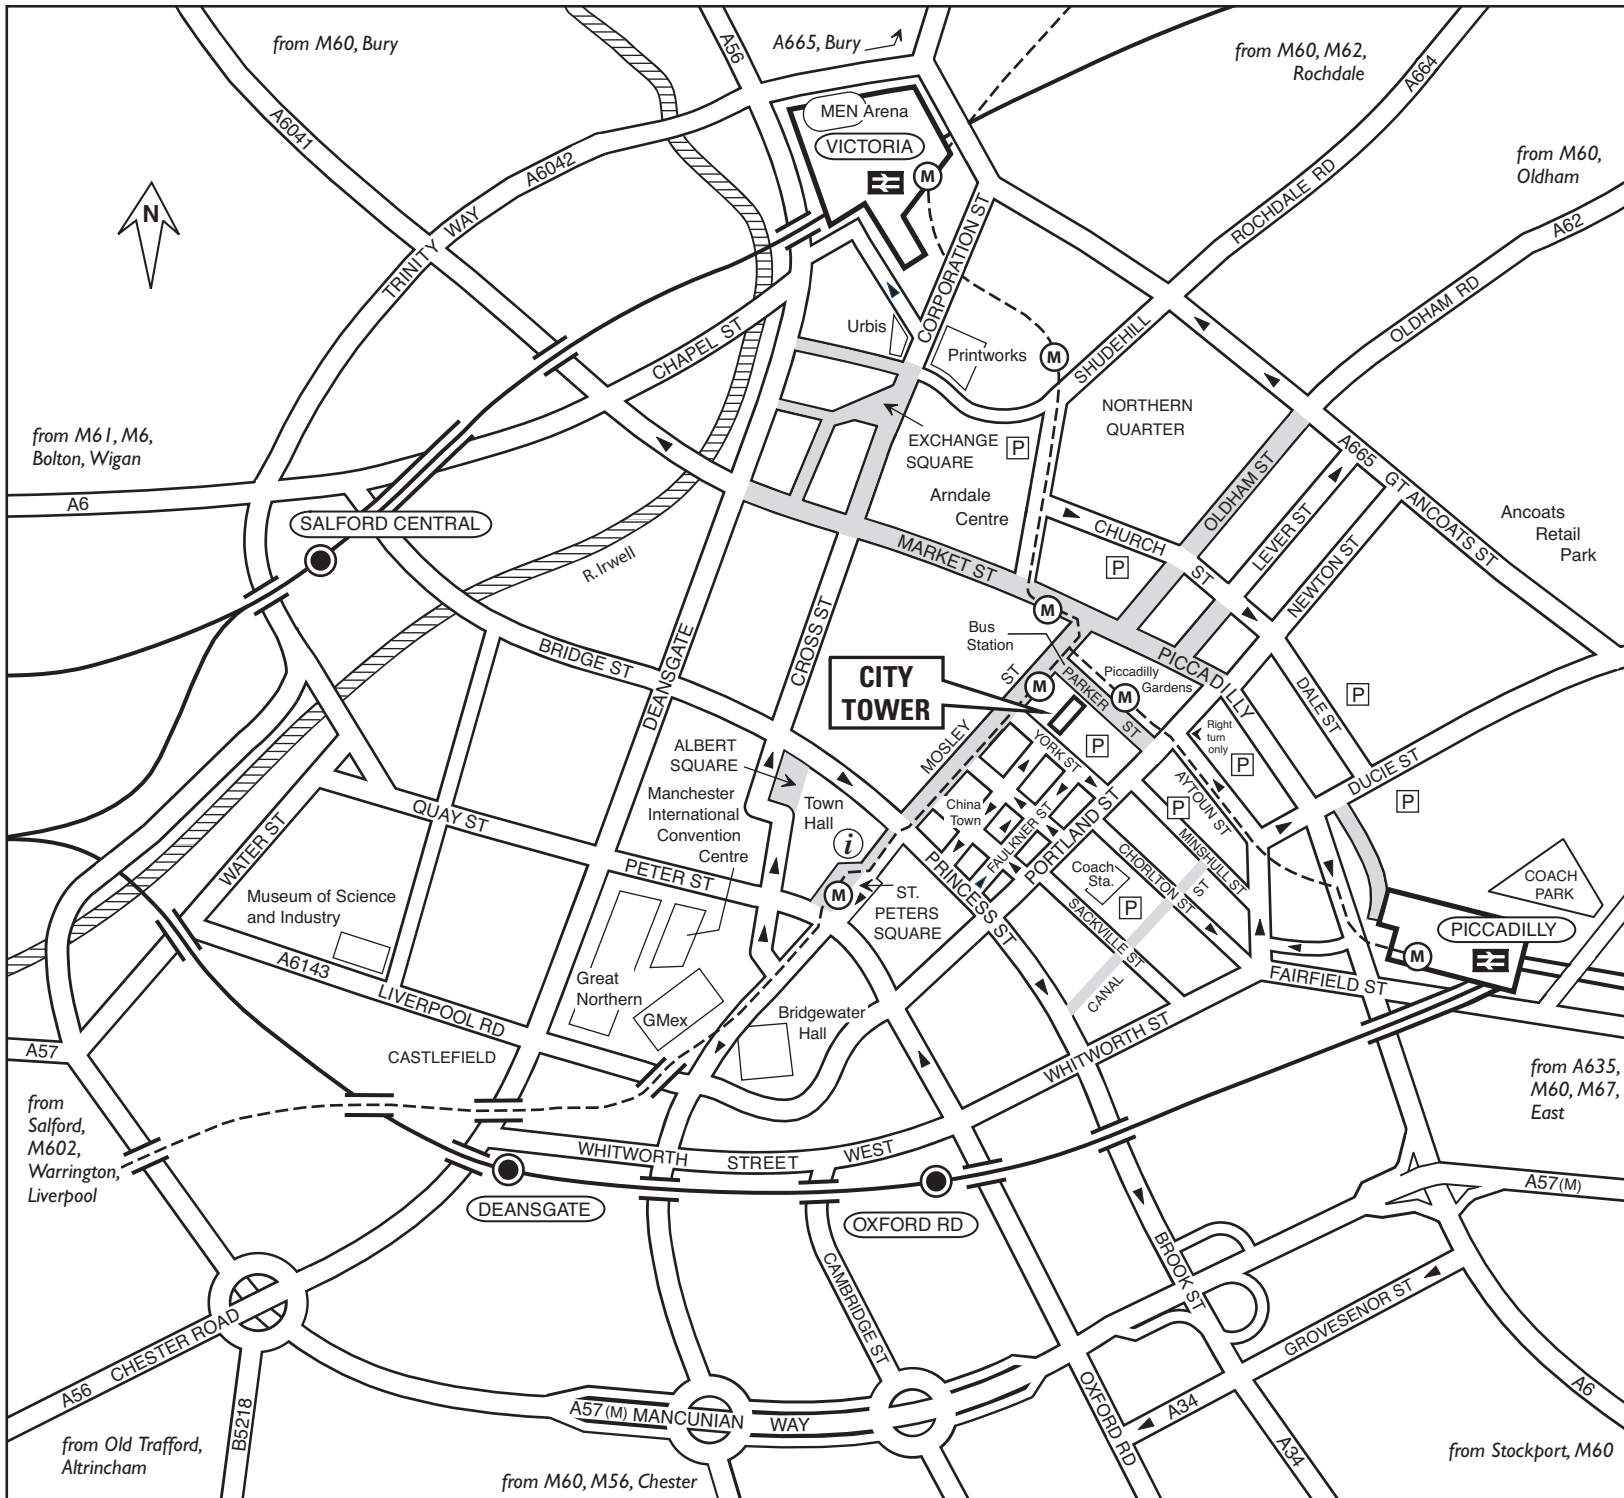 from M60, Bury
A56
A665, Bury
from M60, M62,
Rochdale
A664
A6041
MEN Arena
VICTORIA
M
A6042
from M60,
Oldham
N
TRINITY WAY
CORPORATION ST
ROCHDALE RD
A62
CHAPEL ST
Urbis
Printworks
M
SHUDEHILL
OLDHAM RD
NORTHERN
QUARTER
from M61, M6,
Bolton, Wigan
EXCHANGE
SQUARE
P
A665
GT ANCOATS ST
A6
Arndale
Centre
OLDHAM ST
LEVER ST
NEWTON ST
Ancoats
Retail
Park
SALFORD CENTRAL
R. Irwell
MARKET ST
CHURCH ST
P
M
BRIDGE ST
DEANSGATE
CROSS ST
Bus
Station
PICCADILLY
Piccadilly
Gardens
CITY
TOWER
M
PARKER ST
M
DALE ST
P
ALBERT
SQUARE
MOSLEY ST
YORK ST
P
Right
turn
only
P
DUCIE ST
P
Manchester
International
Convention
Centre
Town
Hall
i
China
Town
FAULKNER ST
PORTLAND ST
AYTOUN ST
P
MINSHULL ST
QUAY ST
WATER ST
PETER ST
PRINCESS ST
Coach
Sta.
CHORLTON ST
P
COACH
PARK
Museum of Science
and Industry
M
ST.
PETERS
SQUARE
SACKVILLE ST
CANAL ST
PICCADILLY
M
A6143
LIVERPOOL RD
Great
Northern
GMex
Bridgewater
Hall
FAIRFIELD ST
A57
CASTLEFIELD
WHITWORTH ST
from A635,
M60, M67,
East
from
Salford,
M602,
Warrington,
Liverpool
WHITWORTH STREET WEST
DEANSGATE
OXFORD RD
A57(M)
BROOK ST
CAMBRIDGE ST
GROVESENOR ST
A56 CHESTER ROAD
B5218
A57(M) MANCUNIAN WAY
OXFORD RD
A34
A34
A6
from Old Trafford,
Altrincham
from M60, M56, Chester
from Stockport, M60